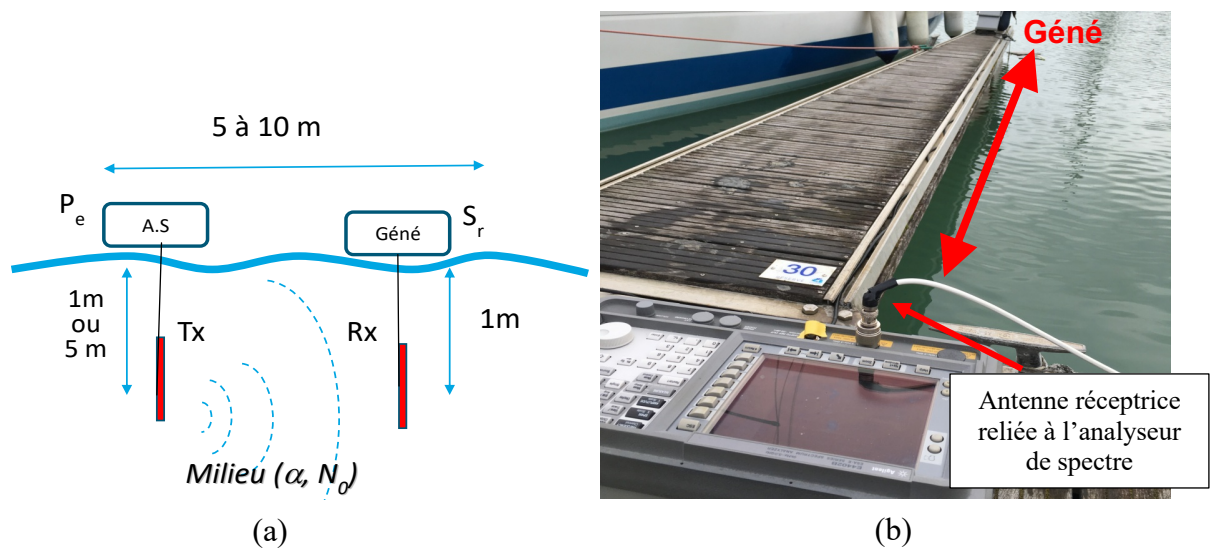 5 à 10 m
Pe
A.S
Géné
Sr
1m
ou
5 m
Tx
Rx
1m
Milieu (α, N0)
(a)
Géné
30
Antenne réceptrice
reliée à l'analyseur
de spectre
(b)